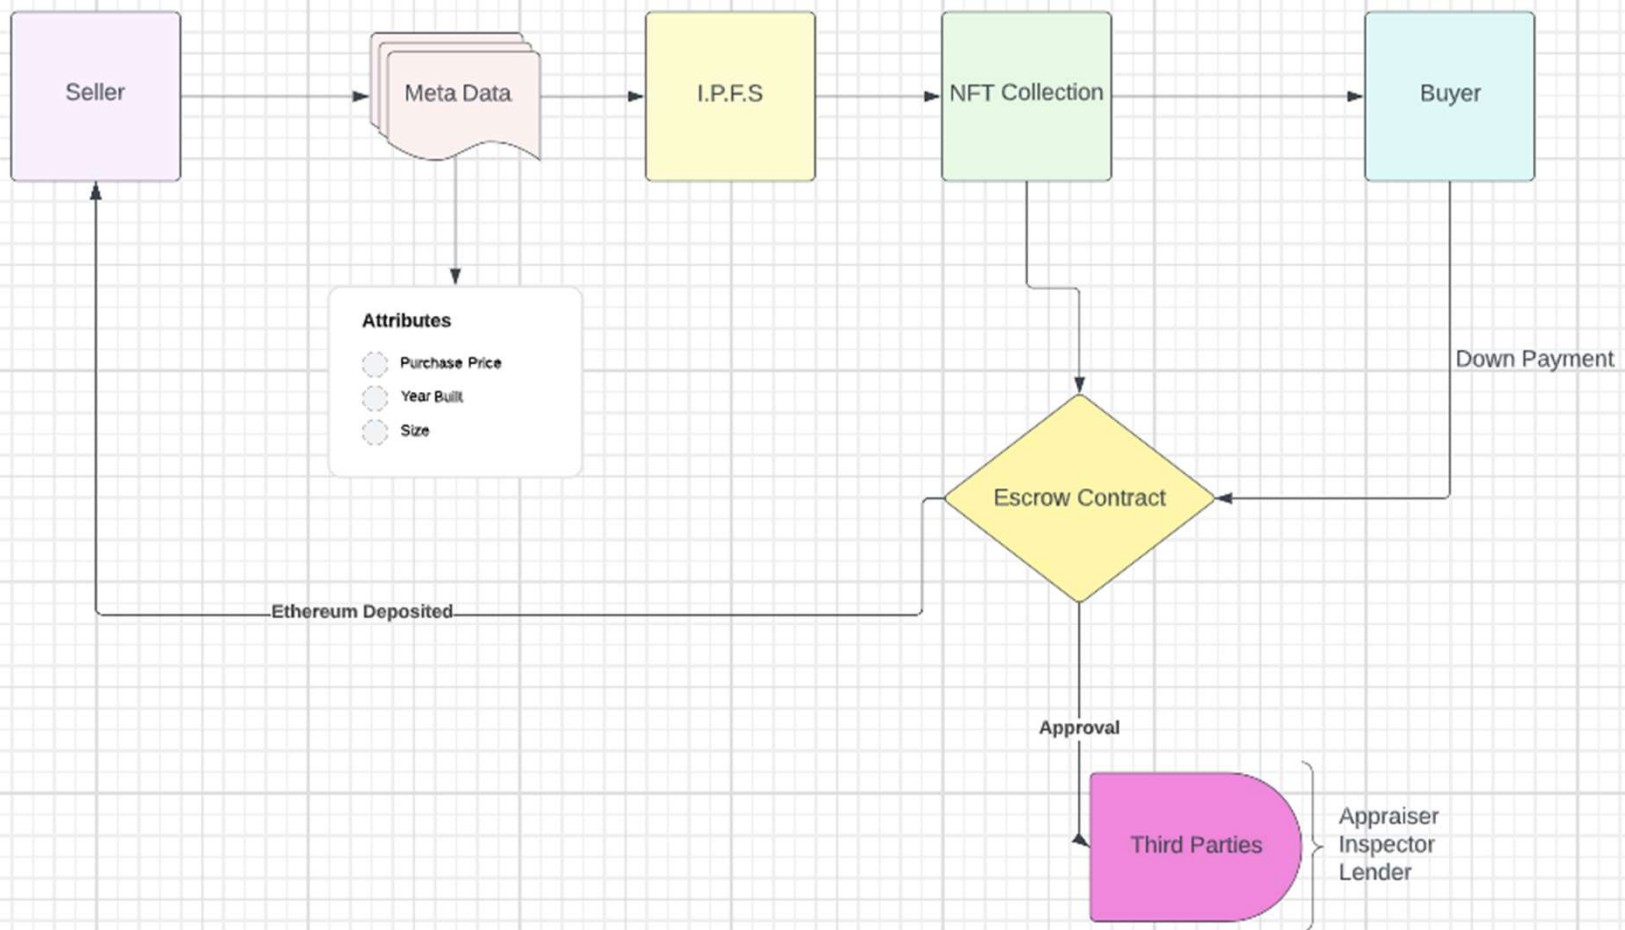 Seller
Meta Data
I.P.F.S
NFT Collection
Buyer
Attributes
Purchase Price
Year Built
Size
Down Payment
Escrow Contract
Ethereum Deposited
Approval
Third Parties
Appraiser
Inspector
Lender